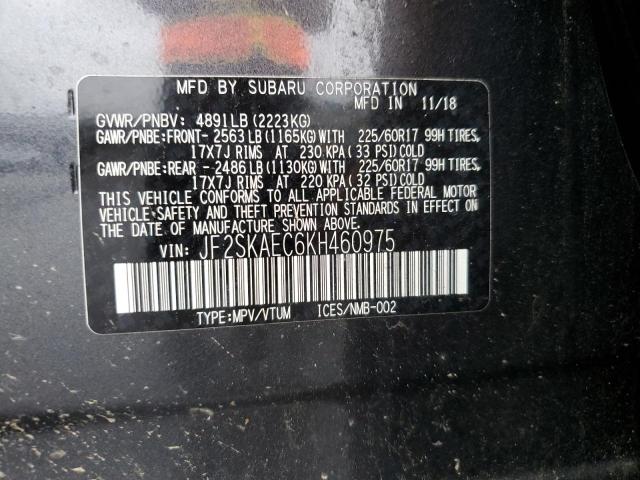 MFD BY SUBARU CORPORATION
MFD IN 11/18
GVWR/PNBV: 4891LB (2223KG)
GAWR/PNBE:FRONT- 2563LB(1165KG)WITH 225/60R17 99H TIRES,
17X7J RIMS AT 230 KPA(33 PSI)COLD
GAWR/PNBE:REAR - 2486LB(1130KG)WITH 225/60R17 99H TIRES,
17X7J RIMS AT 220 KPA(32 PSI)COLD
THIS VEHICLE CONFORMS TO ALL APPLICABLE FEDERAL MOTOR
VEHICLE SAFETY AND THEFT PREVENTION STANDARDS IN EFFECT
ON THE DATE OF MANUFACTURE SHOWN ABOVE.
VIN: JF2SKAEC6KH460975
TYPE:MPV/VTUM ICES/NMB-002